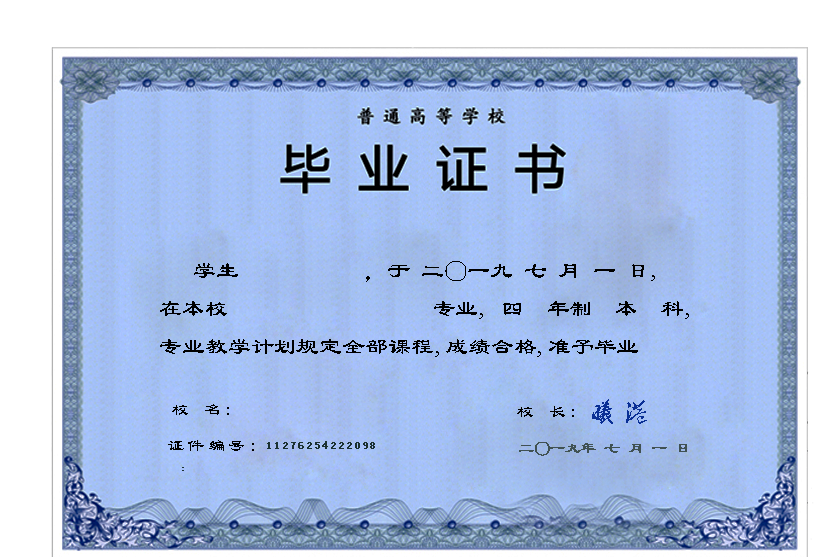 普通高等学校
毕业证书
学生 ，于 二〇一九 七 月 一 日,
在本校 专业, 四 年制 本 科,
专业教学计划规定全部课程, 成绩合格, 准予毕业
校 名： 校 长：
证件编号：11276254222098 二〇一九年 七 月 一 日
：